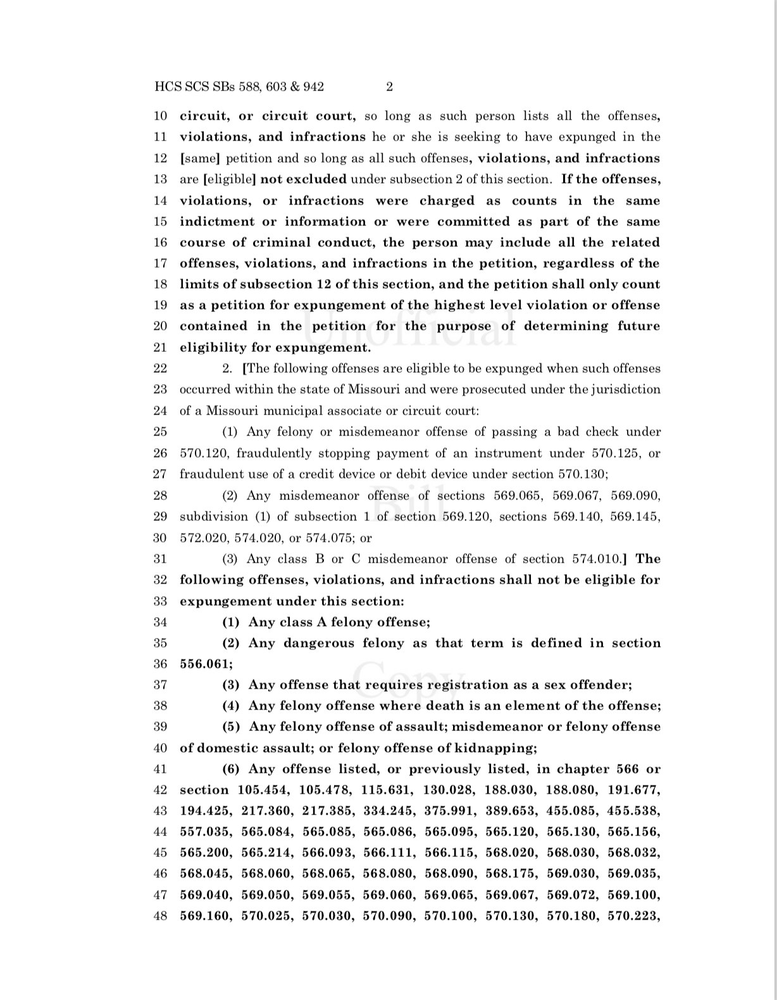 HCS SCS SBs 588, 603 & 942 2
10 circuit, or circuit court, so long as such person lists all the offenses,
11 violations, and infractions he or she is seeking to have expunged in the
12 [same] petition and so long as all such offenses, violations, and infractions
13 are [eligible] not excluded under subsection 2 of this section. If the offenses,
14 violations, or infractions were charged as counts in the same
15 indictment or information or were committed as part of the same
16 course of criminal conduct, the person may include all the related
17 offenses, violations, and infractions in the petition, regardless of the
18 limits of subsection 12 of this section, and the petition shall only count
19 as a petition for expungement of the highest level violation or offense
20 contained in the petition for the purpose of determining future
Unofficial
21 eligibility for expungement.
22 2. [The following offenses are eligible to be expunged when such offenses
23 occurred within the state of Missouri and were prosecuted under the jurisdiction
24 of a Missouri municipal associate or circuit court:
25 (1) Any felony or misdemeanor offense of passing a bad check under
26 570.120, fraudulently stopping payment of an instrument under 570.125, or
27 fraudulent use of a credit device or debit device under section 570.130;
28 (2) Any misdemeanor offense of sections 569.065, 569.067, 569.090,
Bill
29 subdivision (1) of subsection 1 of section 569.120, sections 569.140, 569.145,
30 572.020, 574.020, or 574.075; or
31 (3) Any class B or C misdemeanor offense of section 574.010.] The
32 following offenses, violations, and infractions shall not be eligible for
33 expungement under this section:
34 (1) Any class A felony offense;
35 (2) Any dangerous felony as that term is defined in section
36 556.061;
Copy
37 (3) Any offense that requires registration as a sex offender;
38 (4) Any felony offense where death is an element of the offense;
39 (5) Any felony offense of assault; misdemeanor or felony offense
40 of domestic assault; or felony offense of kidnapping;
41 (6) Any offense listed, or previously listed, in chapter 566 or
42 section 105.454, 105.478, 115.631, 130.028, 188.030, 188.080, 191.677,
43 194.425, 217.360, 217.385, 334.245, 375.991, 389.653, 455.085, 455.538,
44 557.035, 565.084, 565.085, 565.086, 565.095, 565.120, 565.130, 565.156,
45 565.200, 565.214, 566.093, 566.111, 566.115, 568.020, 568.030, 568.032,
46 568.045, 568.060, 568.065, 568.080, 568.090, 568.175, 569.030, 569.035,
47 569.040, 569.050, 569.055, 569.060, 569.065, 569.067, 569.072, 569.100,
48 569.160, 570.025, 570.030, 570.090, 570.100, 570.130, 570.180, 570.223,